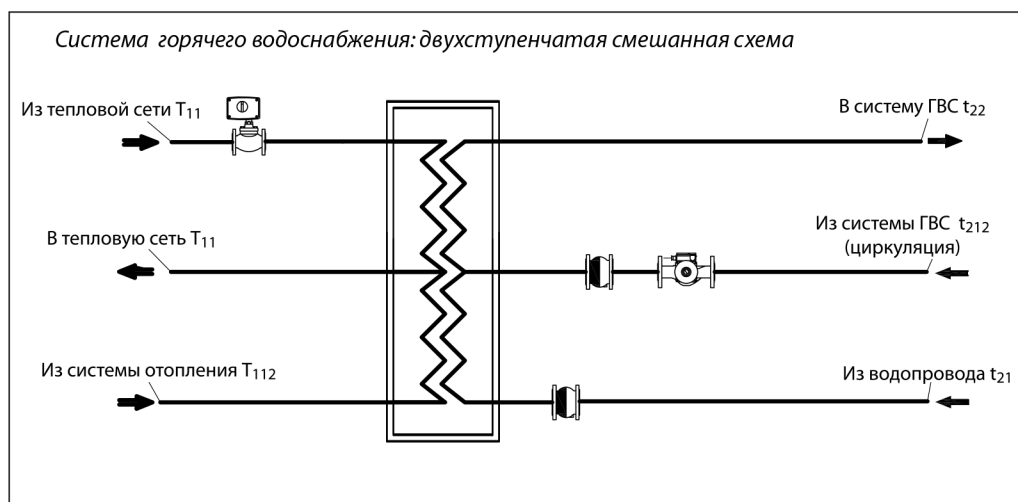 Система горячего водоснабжения: двухступенчатая смешанная схема
Из тепловой сети T11
В систему ГВС t22
В тепловую сеть T11
Из системы ГВС t212
(циркуляция)
Из системы отопления T112
Из водопровода t21